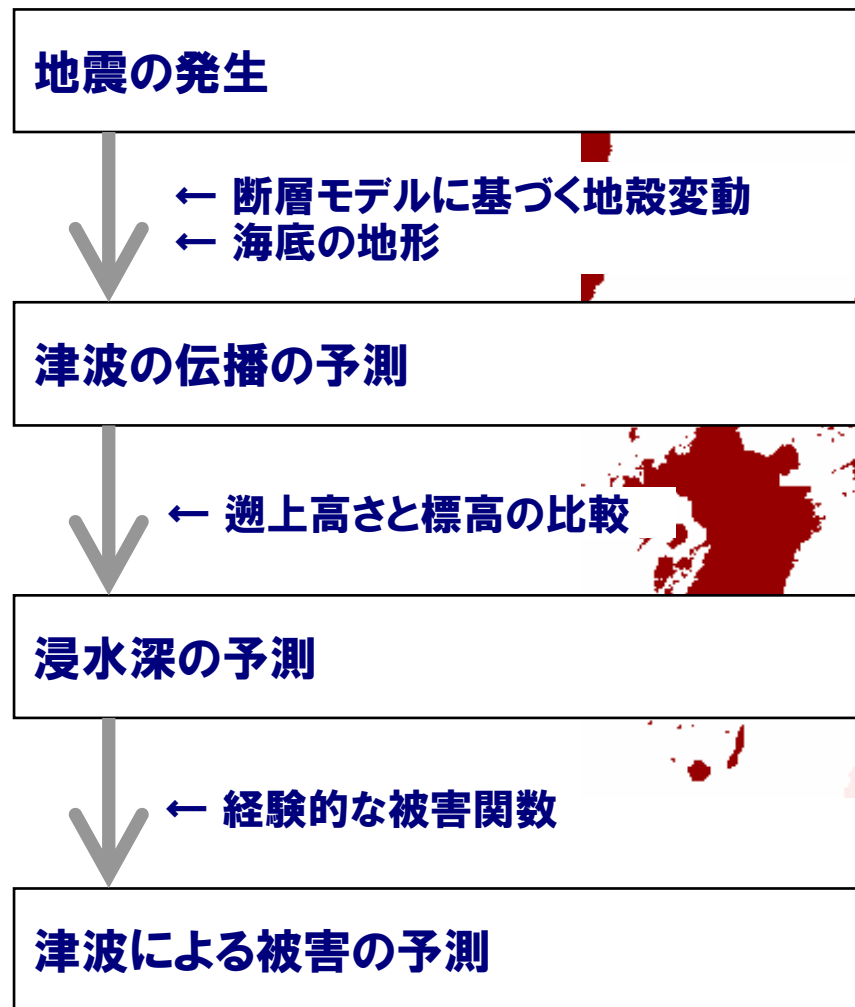 地震の発生
← 断層モデルに基づく地殻変動
← 海底の地形
津波の伝播の予測
← 遡上高さと標高の比較
浸水深の予測
← 経験的な被害関数
津波による被害の予測